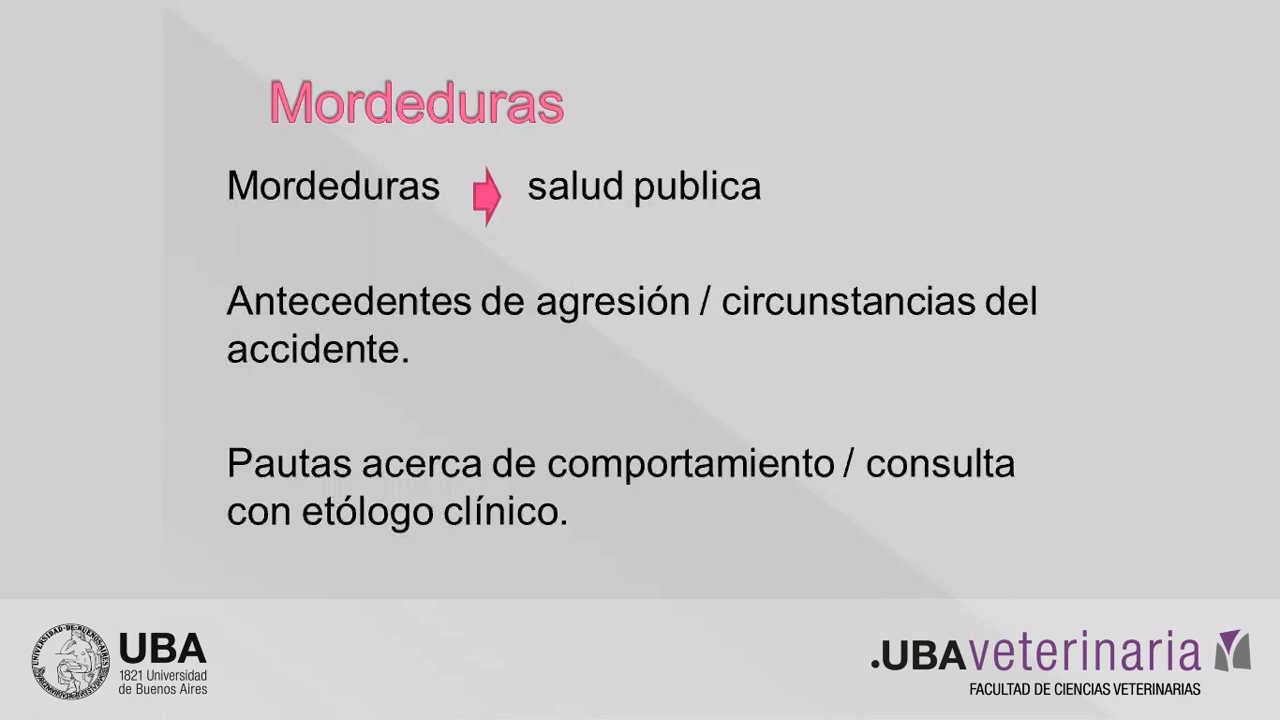 Mordeduras
Mordeduras salud publica
Antecedentes de agresión / circunstancias del
accidente.
Pautas acerca de comportamiento / consulta
con etólogo clínico.
UBA
1821 Universidad
de Buenos Aires
.UBAveterinaria
FACULTAD DE CIENCIAS VETERINARIAS